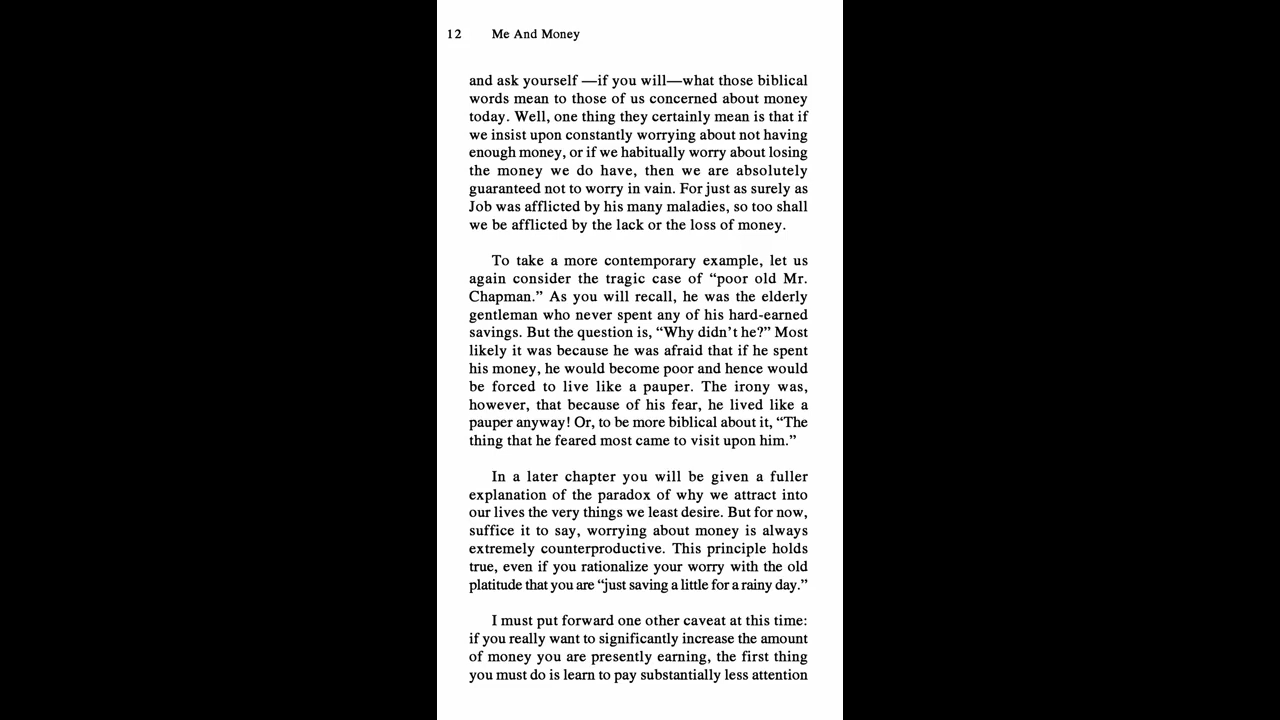 12 Me And Money
and ask yourself —if you will—what those biblical
words mean to those of us concerned about money
today. Well, one thing they certainly mean is that if
we insist upon constantly worrying about not having
enough money, or if we habitually worry about losing
the money we do have, then we are absolutely
guaranteed not to worry in vain. For just as surely as
Job was afflicted by his many maladies, so too shall
we be afflicted by the lack or the loss of money.
To take a more contemporary example, let us
again consider the tragic case of “poor old Mr.
Chapman.” As you will recall, he was the elderly
gentleman who never spent any of his hard-earned
savings. But the question is, “Why didn’t he?” Most
likely it was because he was afraid that if he spent
his money, he would become poor and hence would
be forced to live like a pauper. The irony was,
however, that because of his fear, he lived like a
pauper anyway! Or, to be more biblical about it, “The
thing that he feared most came to visit upon him.”
In a later chapter you will be given a fuller
explanation of the paradox of why we attract into
our lives the very things we least desire. But for now,
suffice it to say, worrying about money is always
extremely counterproductive. This principle holds
true, even if you rationalize your worry with the old
platitude that you are “just saving a little for a rainy day.”
I must put forward one other caveat at this time:
if you really want to significantly increase the amount
of money you are presently earning, the first thing
you must do is learn to pay substantially less attention